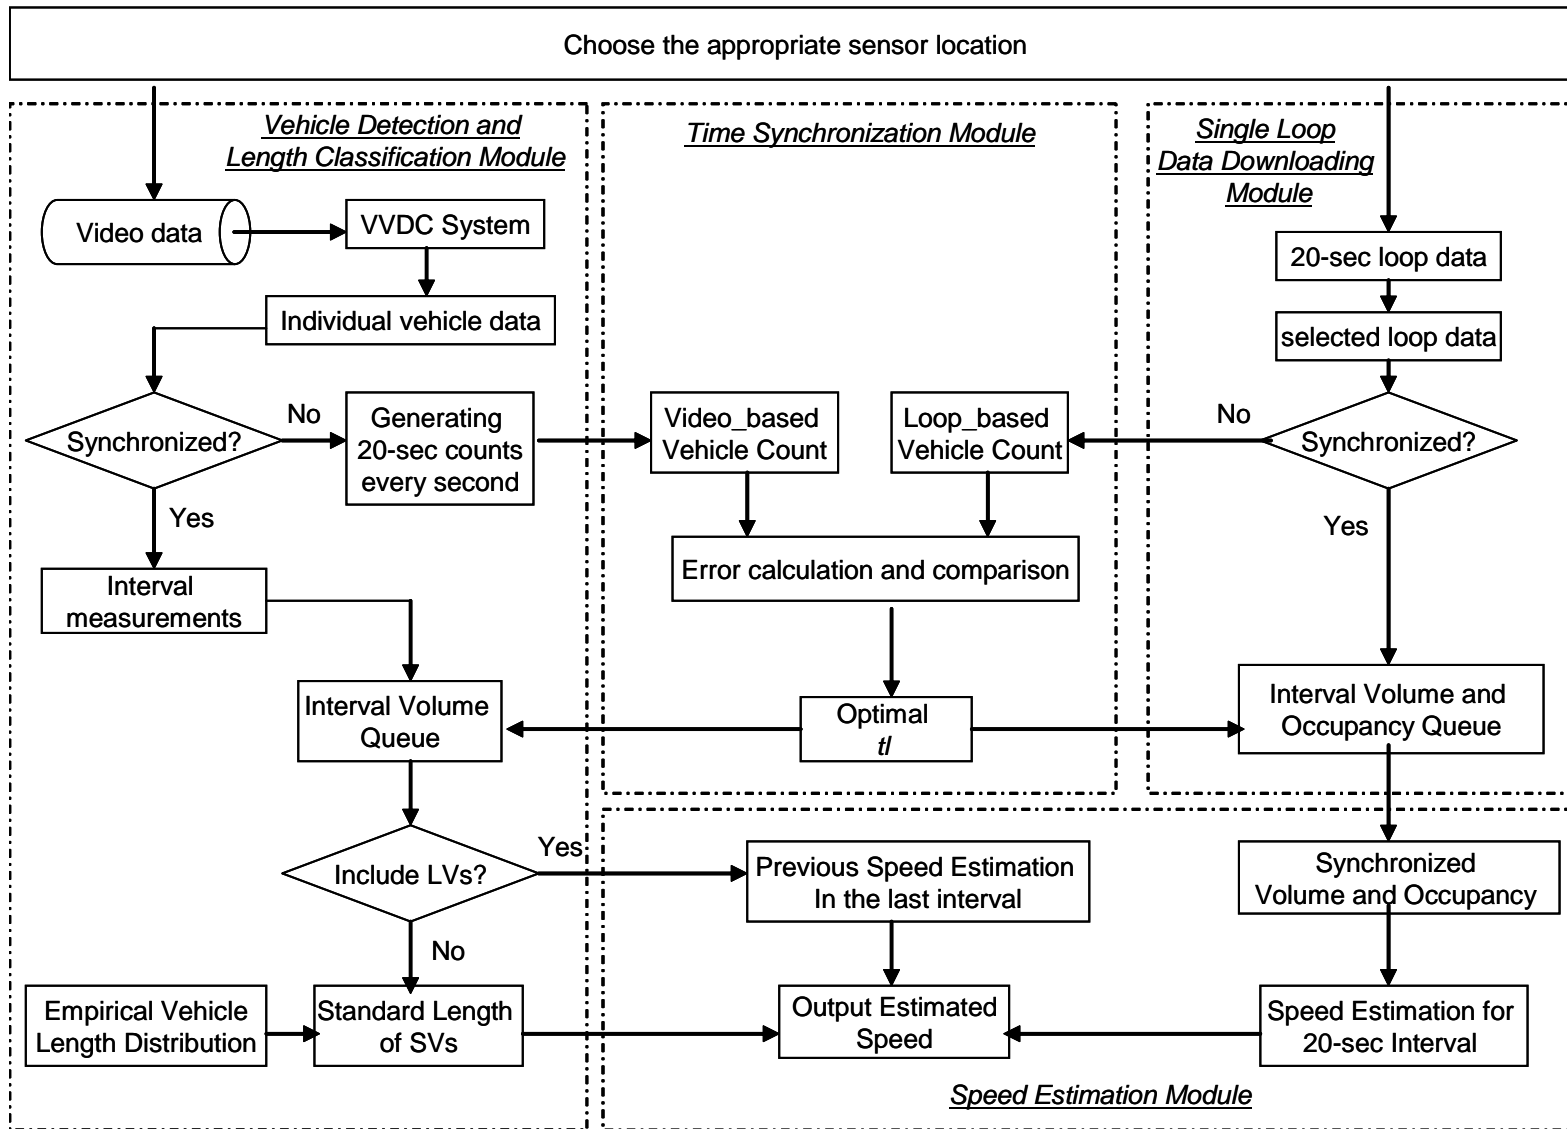 Choose the appropriate sensor location
Vehicle Detection and
Length Classification Module
Video data
VVDC System
Individual vehicle data
Synchronized?
No
Generating
20-sec counts
every second
Yes
Interval
measurements
Interval Volume
Queue
Include LVs?
Yes
No
Empirical Vehicle
Length Distribution
Standard Length
of SVs
Time Synchronization Module
Video_based
Vehicle Count
Loop_based
Vehicle Count
Error calculation and comparison
Optimal
tl
Single Loop
Data Downloading
Module
20-sec loop data
selected loop data
Synchronized?
No
Yes
Interval Volume and
Occupancy Queue
Previous Speed Estimation
In the last interval
Synchronized
Volume and Occupancy
Output Estimated
Speed
Speed Estimation for
20-sec Interval
Speed Estimation Module